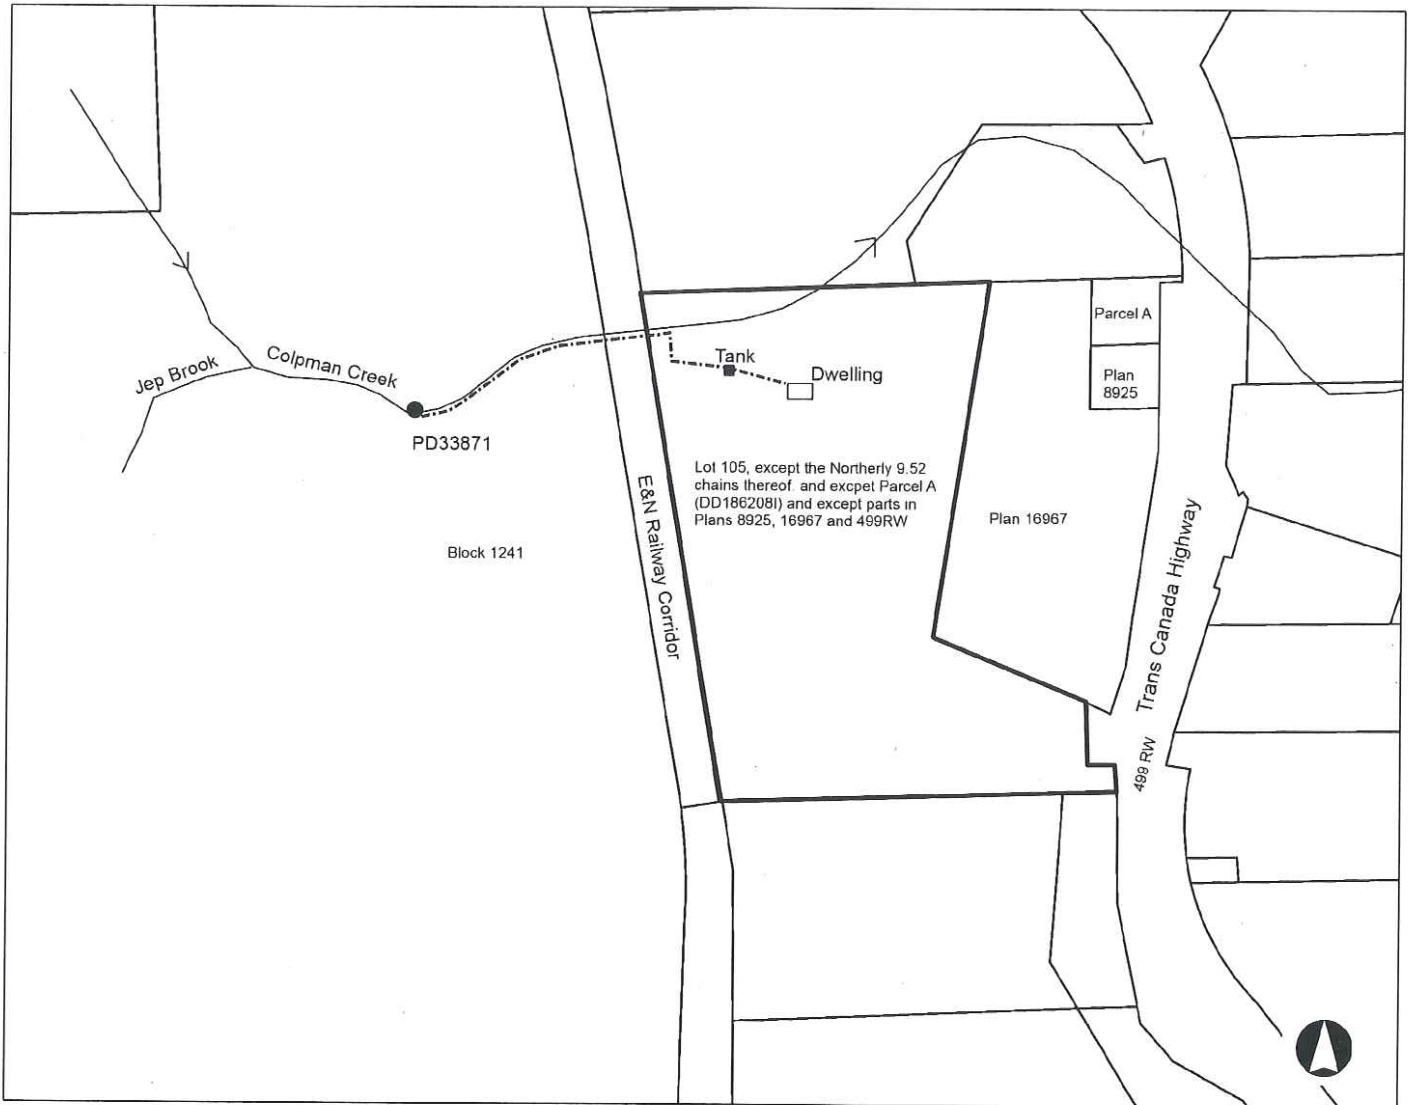 Parcel A
Jep Brook
Colpman Creek
Tank
Dwelling
Plan
8925
PD33871
Lot 105, except the Northerly 9.52
chains thereof and excpet Parcel A
(DD186208I) and except parts in
Plans 8925, 16967 and 499RW
Plan 16967
Block 1241
E&N Railway Corridor
Trans Canada Highway
499 RW